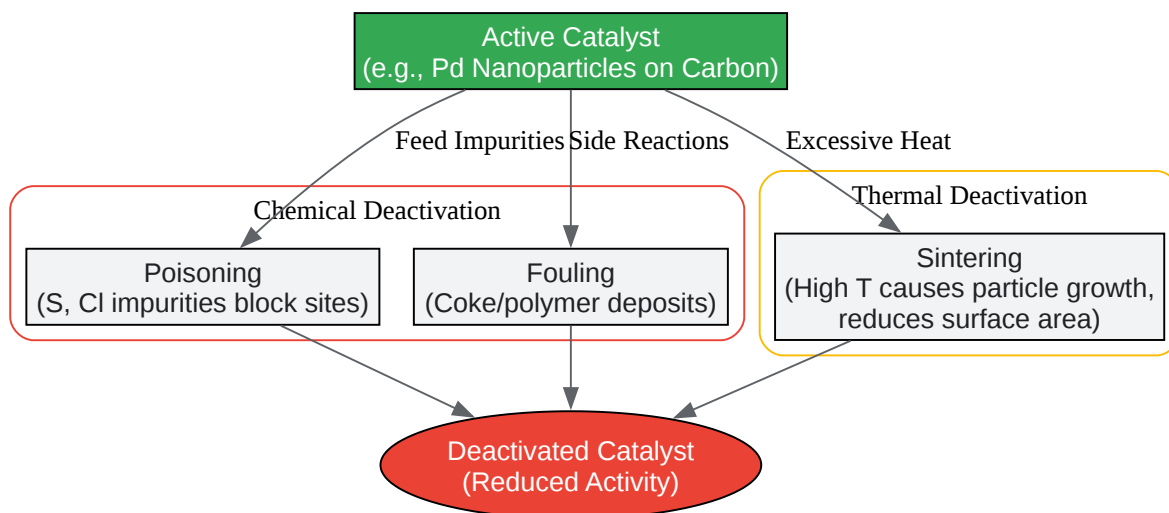 Active Catalyst
(e.g., Pd Nanoparticles on Carbon)
Feed Impurities
Side Reactions
Excessive Heat
Chemical Deactivation
Thermal Deactivation
Poisoning
(S, Cl impurities block sites)
Fouling
(Coke/polymer deposits)
Sintering
(High T causes particle growth,
reduces surface area)
Deactivated Catalyst
(Reduced Activity)